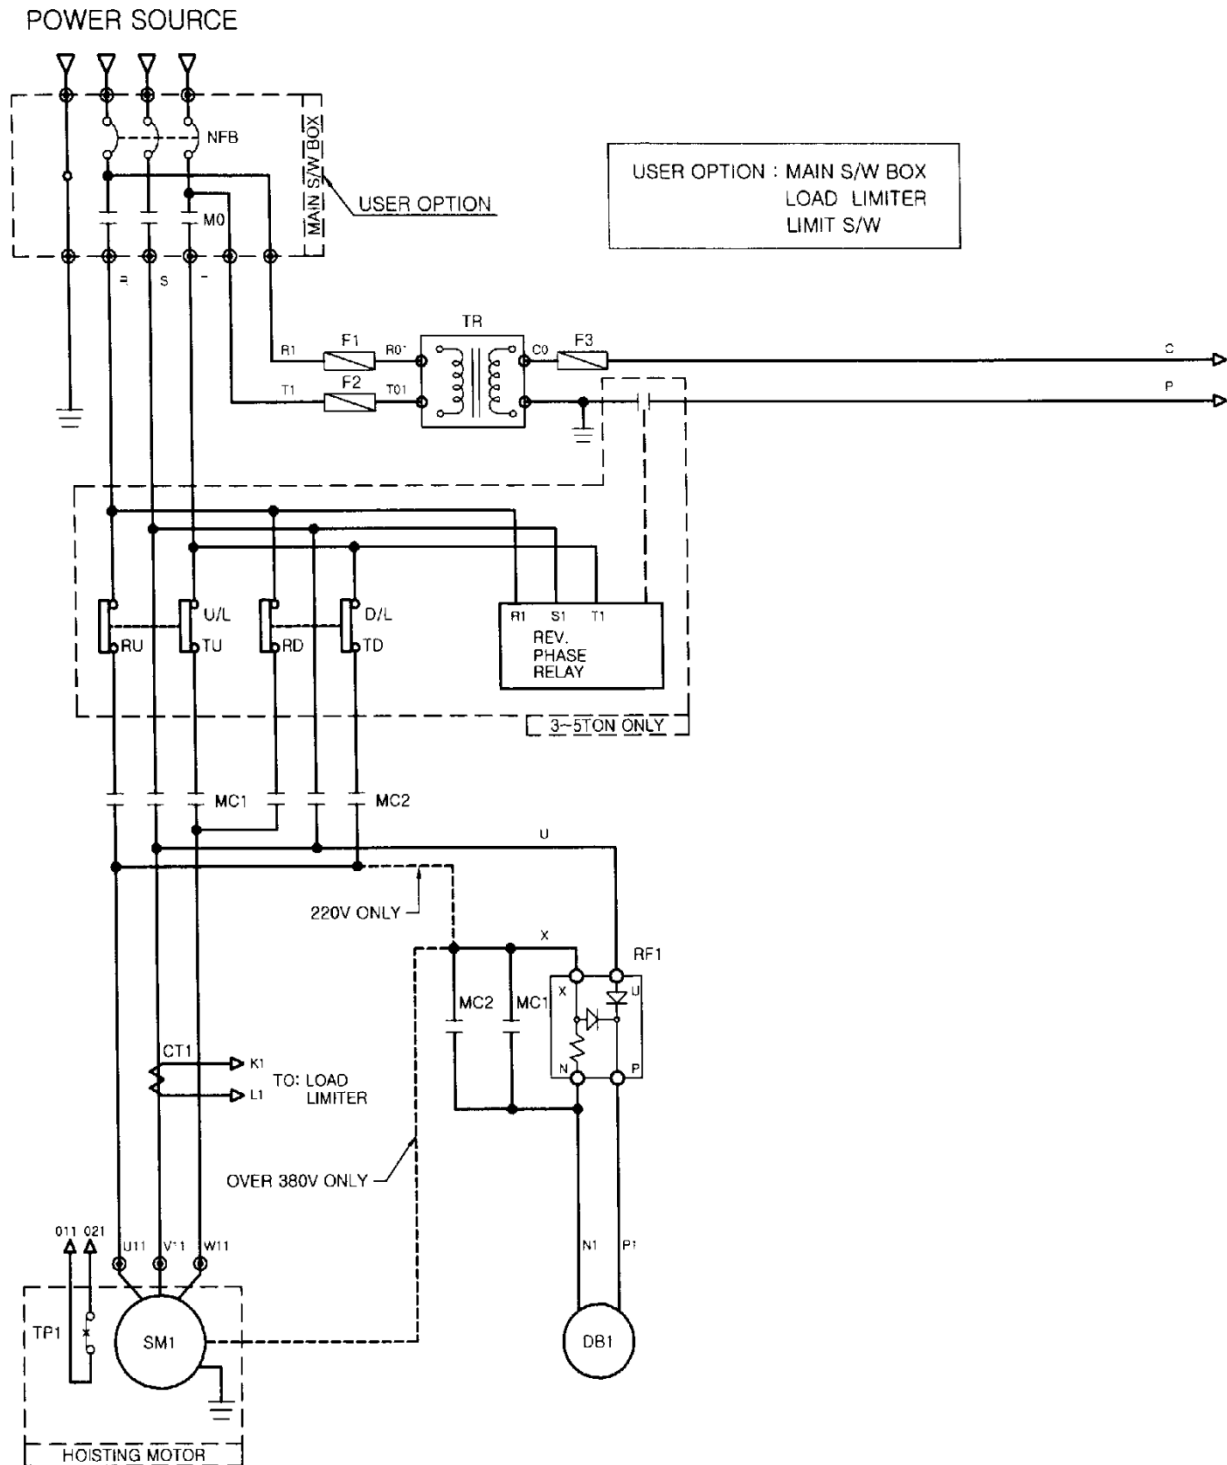 POWER SOURCE
NFB
MAIN S/W BOX
M0
USER OPTION
USER OPTION : MAIN S/W BOX
LOAD LIMITER
LIMIT S/W
R S T
TR
R1 F1 R01 C0 F3 C
T1 F2 T01 P
U/L D/L
RU TU RD TD
R1 S1 T1
REV.
PHASE
RELAY
3~5TON ONLY
MC1 MC2
U
220V ONLY
X RF1
MC2 MC1 X U
N P
CT1
K1
L1
TO: LOAD
LIMITER
OVER 380V ONLY
011 021
U11 V11 W11
N1 P1
TP1 SM1 DB1
HOISTING MOTOR